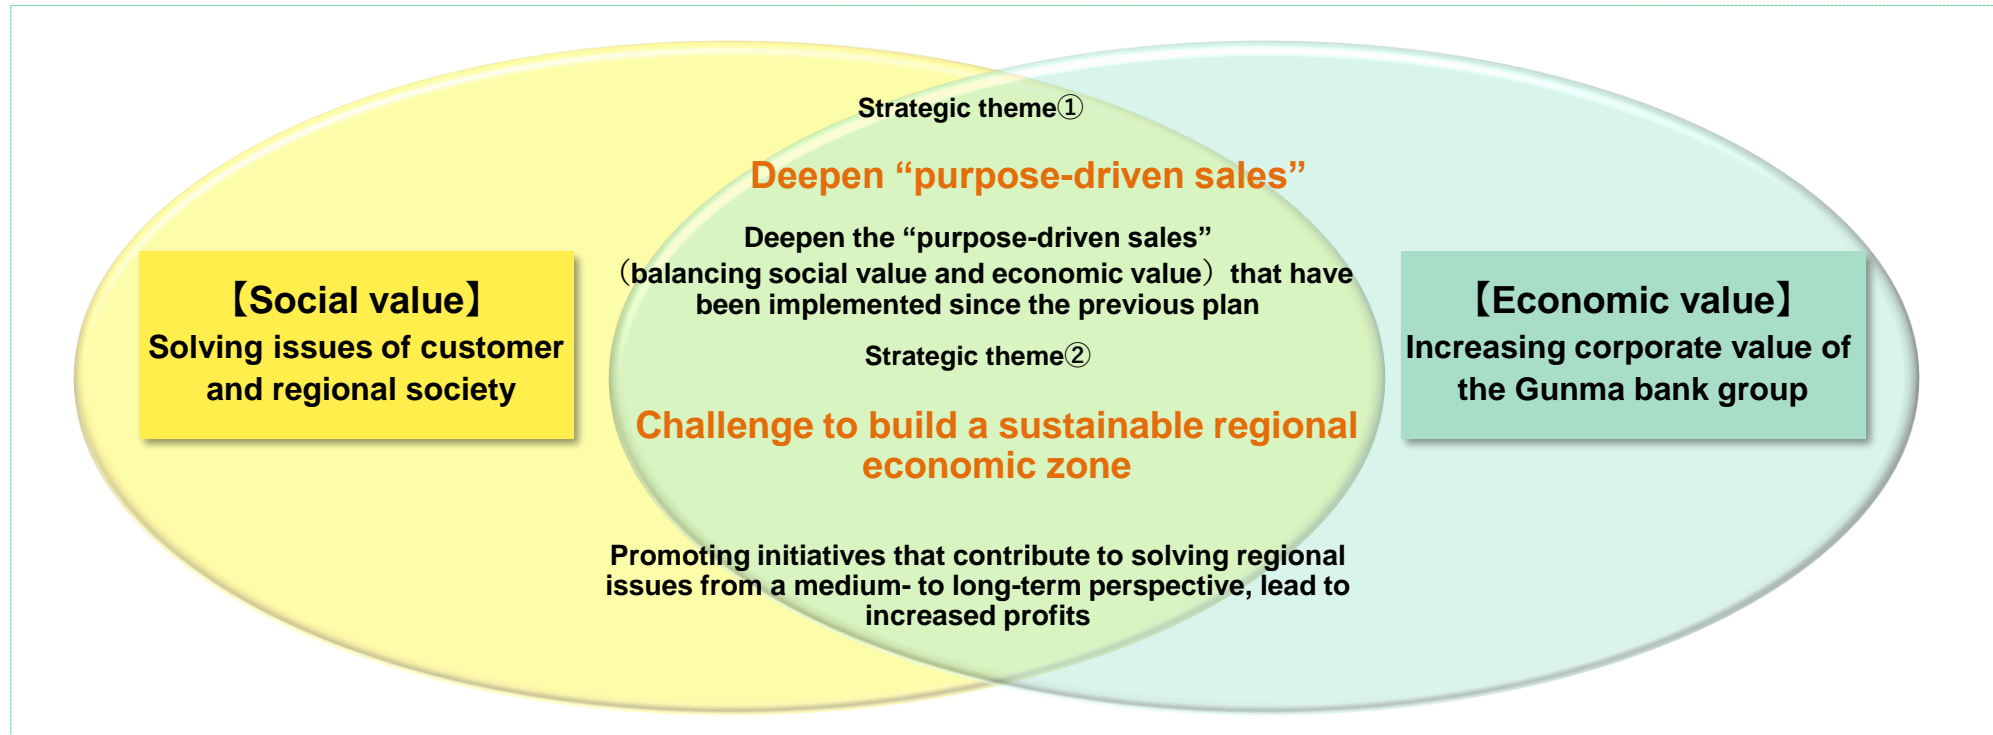 Strategic theme①
Deepen “purpose-driven sales”
Deepen the “purpose-driven sales”
（balancing social value and economic value）that have
been implemented since the previous plan
【Social value】
Solving issues of customer
and regional society
【Economic value】
Increasing corporate value of
the Gunma bank group
Strategic theme②
Challenge to build a sustainable regional
economic zone
Promoting initiatives that contribute to solving regional
issues from a medium- to long-term perspective, lead to
increased profits